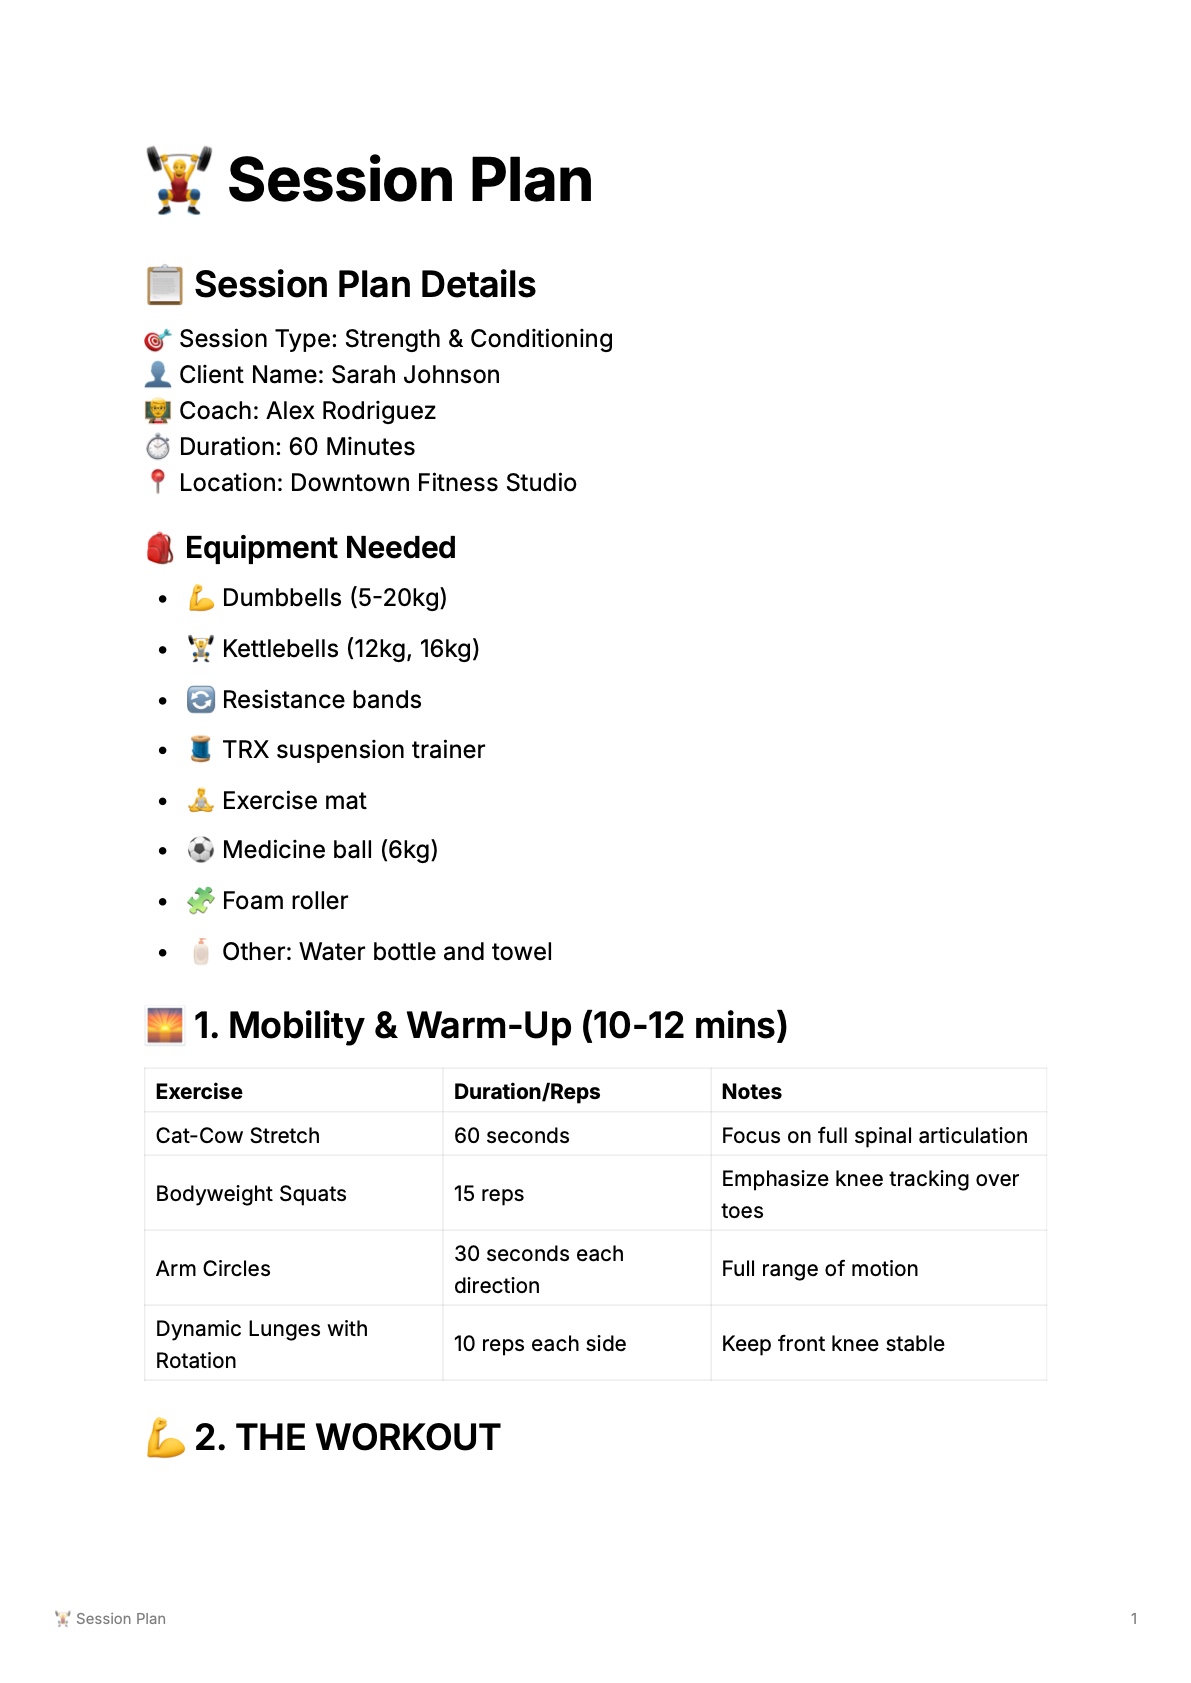 🏋️ Session Plan
📋 Session Plan Details
🎯 Session Type: Strength & Conditioning
👤 Client Name: Sarah Johnson
👨‍🏫 Coach: Alex Rodriguez
⏱️ Duration: 60 Minutes
📍 Location: Downtown Fitness Studio
🎒 Equipment Needed
• 💪 Dumbbells (5-20kg)
• 🏋️ Kettlebells (12kg, 16kg)
• 🔄 Resistance bands
• 🧵 TRX suspension trainer
• 🧘 Exercise mat
• ⚽ Medicine ball (6kg)
• 🧩 Foam roller
• 🧴 Other: Water bottle and towel
🌅 1. Mobility & Warm-Up (10-12 mins)
Exercise Duration/Reps Notes
Cat-Cow Stretch 60 seconds Focus on full spinal articulation
Bodyweight Squats 15 reps Emphasize knee tracking over
toes
Arm Circles 30 seconds each
direction Full range of motion
Dynamic Lunges with
Rotation 10 reps each side Keep front knee stable
💪 2. THE WORKOUT
🏋️ Session Plan 1